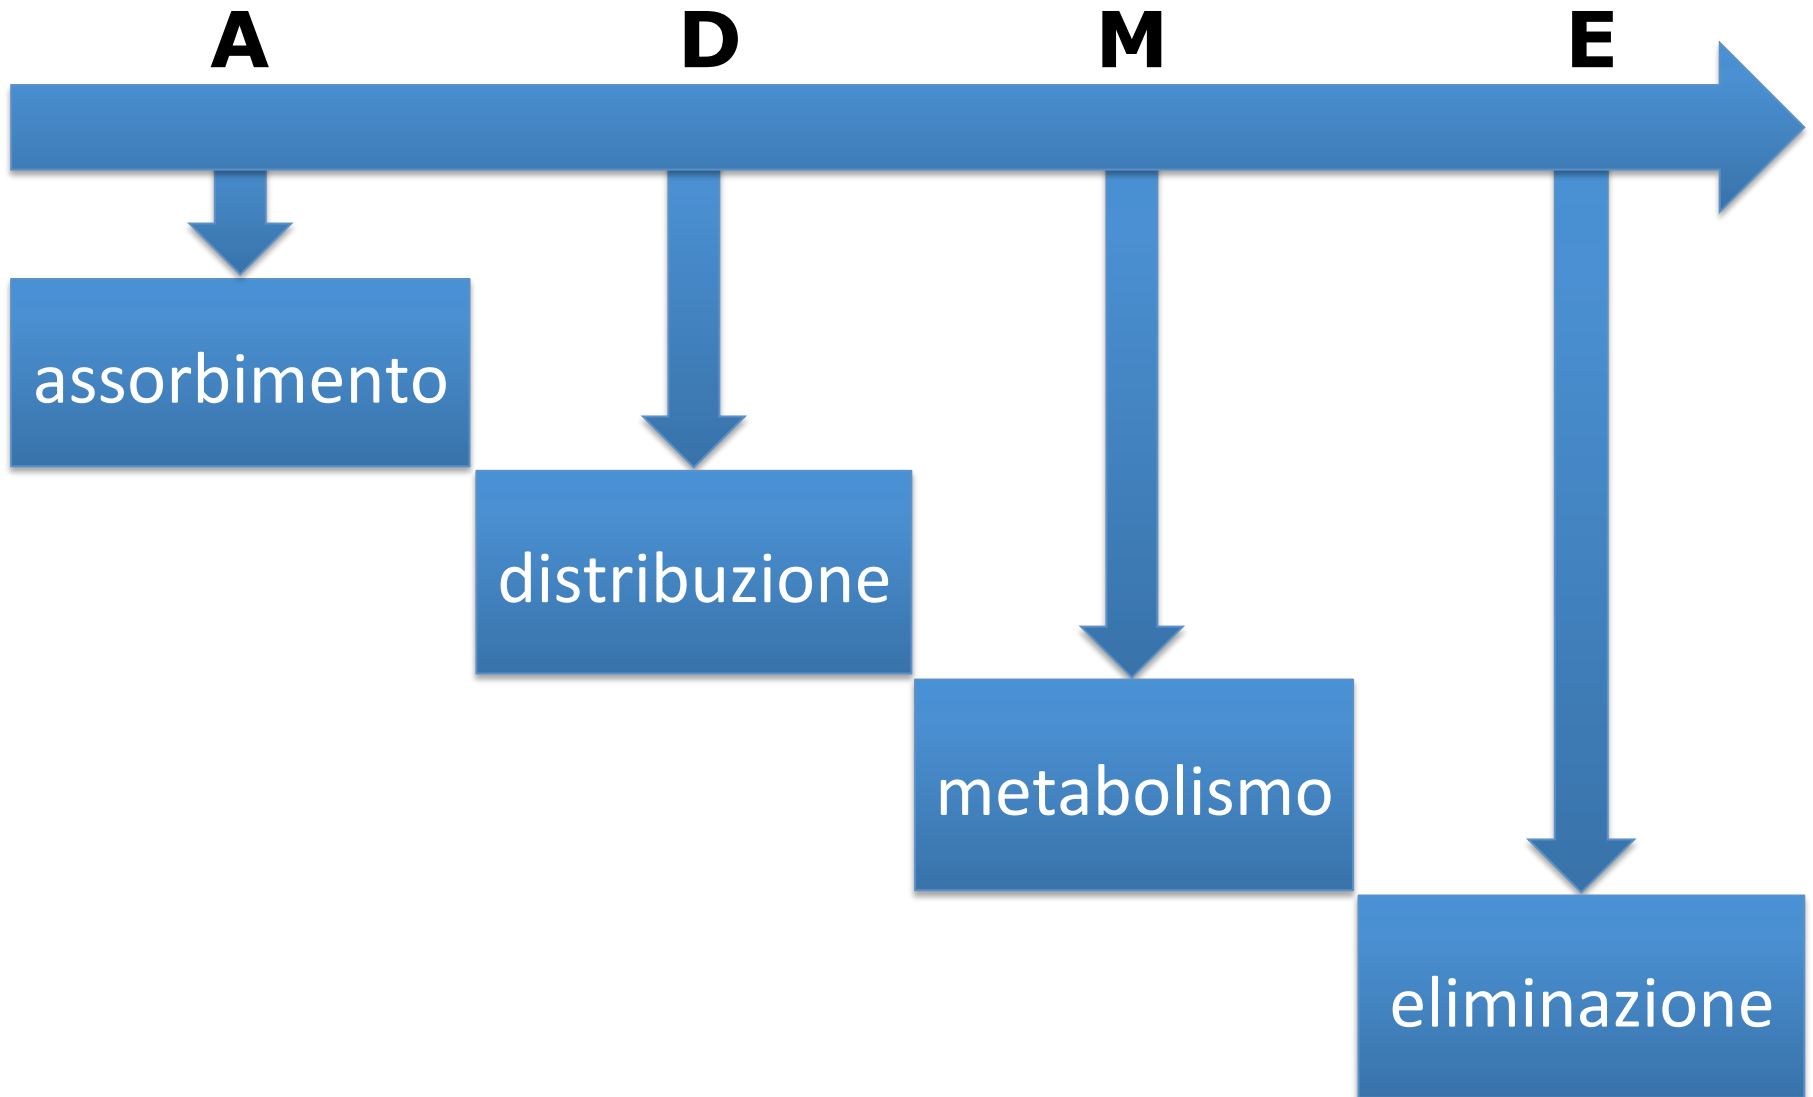 A D M E
assorbimento
distribuzione
metabolismo
eliminazione